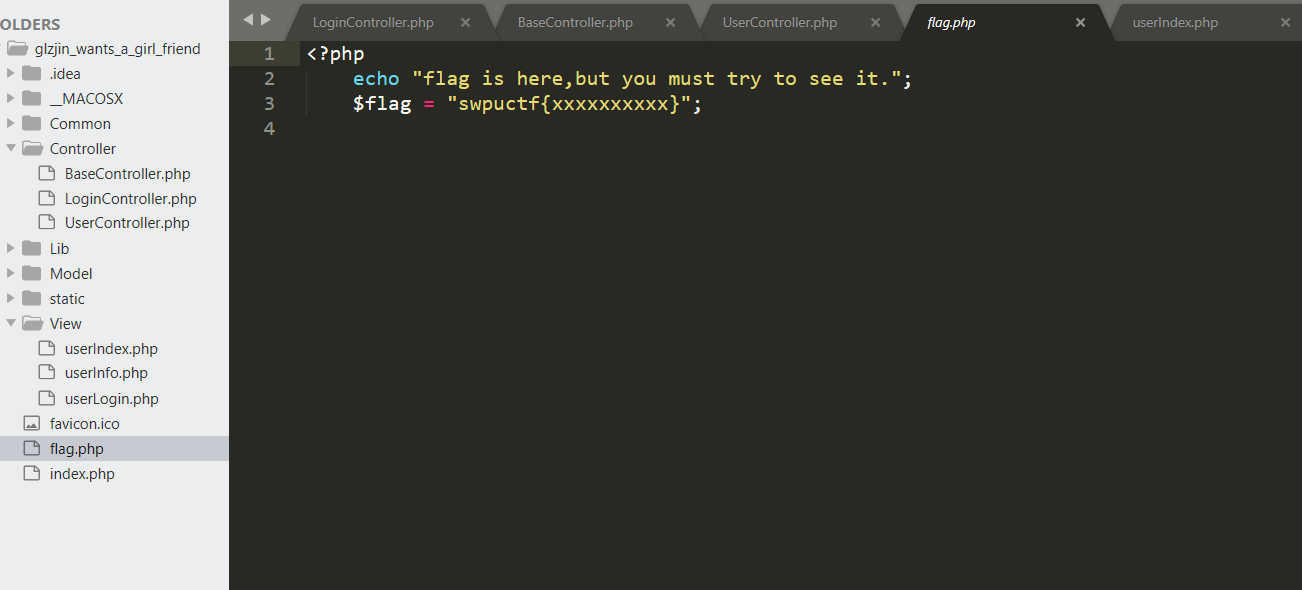 OLDERS
glzjin_wants_a_girl_friend
.idea
__MACOSX
Common
Controller
BaseController.php
LoginController.php
UserController.php
Lib
Model
static
View
userIndex.php
userInfo.php
userLogin.php
favicon.ico
flag.php
index.php
LoginController.php × BaseController.php × UserController.php × flag.php × userIndex.php ×
1 <?php
2 echo "flag is here,but you must try to see it.";
3 $flag = "swpuctf{xxxxxxxxxx}";
4